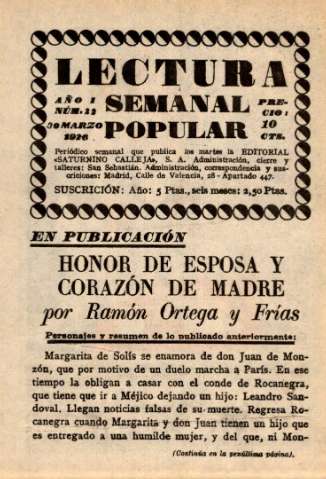 LECTURA
AÑO I
NÚM. 12
30 MARZO
1926
SEMANAL
POPULAR
PRE-
CIO:
10
CTS.
Periódico semanal que publica los martes la EDITORIAL
«SATURNINO CALLEJA», S. A. Administración, cierre y
talleres: San Sebastián. Administración, correspondencia y sus-
criciones: Madrid, Calle de Valencia, 28 - Apartado 447.
SUSCRICIÓN: Año: 5 Ptas., seis meses: 2,50 Ptas.
EN PUBLICACIÓN
HONOR DE ESPOSA Y
CORAZÓN DE MADRE
por Ramón Ortega y Frías
Personajes y resumen de lo publicado anteriormente:
Margarita de Solís se enamora de don Juan de Mon-
zón, que por motivo de un duelo marcha a París. En ese
tiempo la obligan a casar con el conde de Rocanegra,
que tiene que ir a Méjico dejando un hijo: Leandro San-
doval. Llegan noticias falsas de su muerte. Regresa Ro-
canegra cuando Margarita y don Juan tienen un hijo que
es entregado a una humilde mujer, y del que, ni Mon-
(Continúa en la penúltima página).